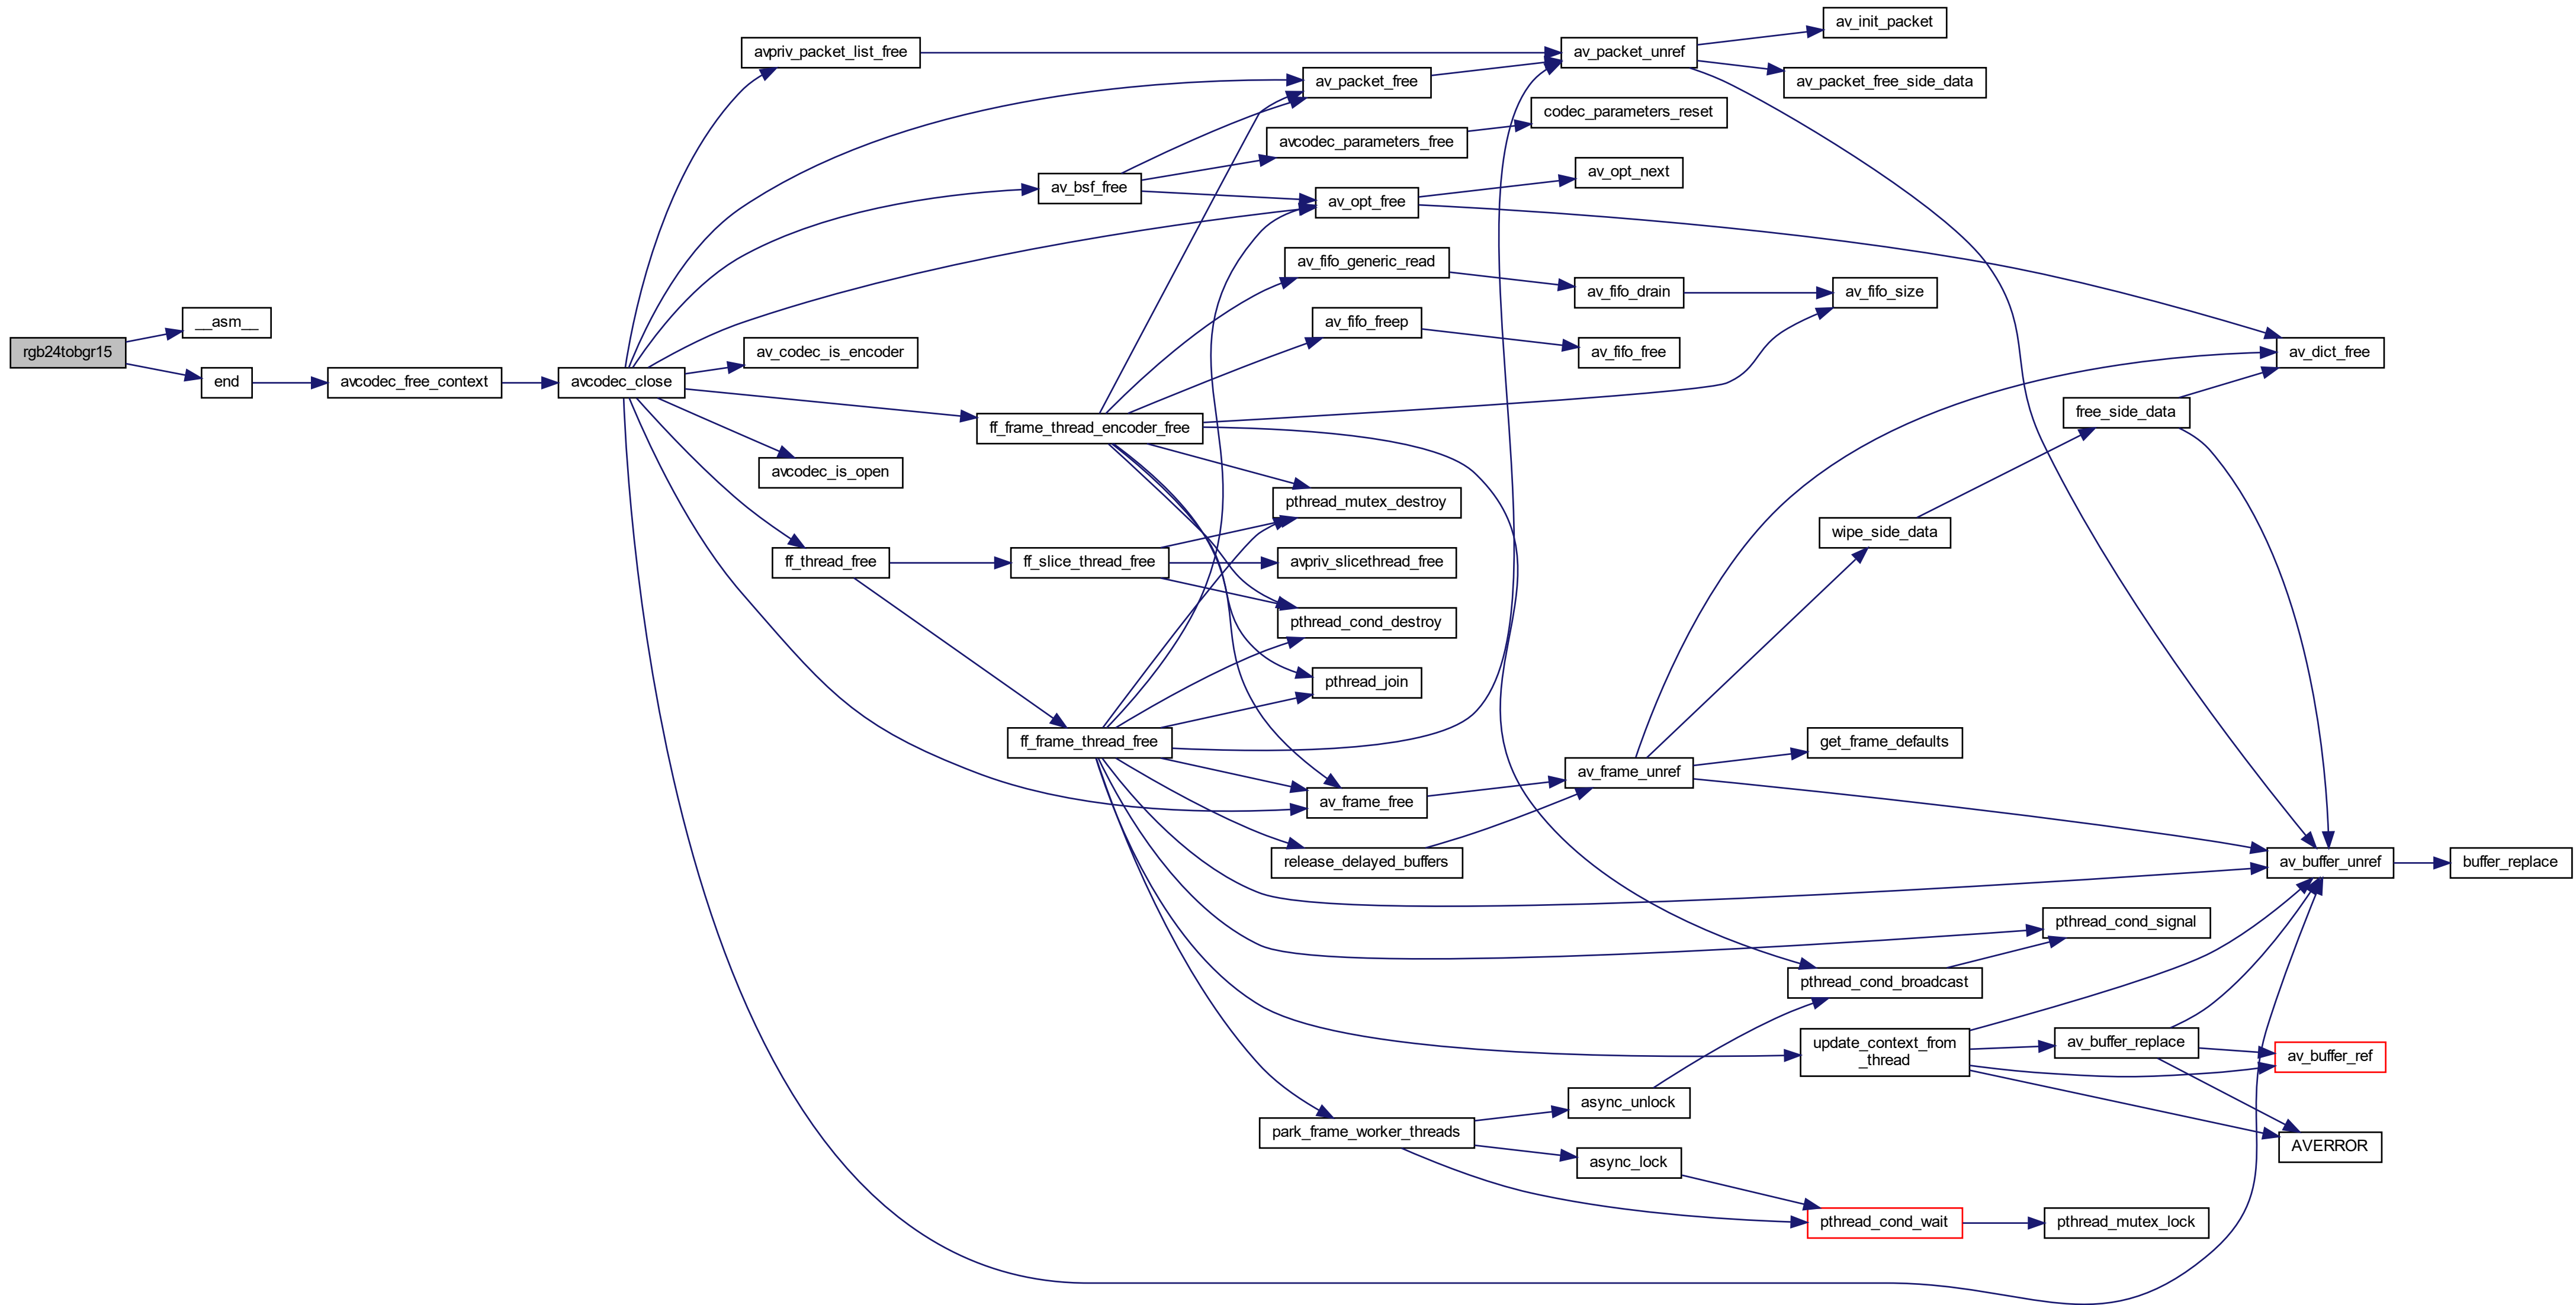 rgb24tobgr15
__asm__
end
avcodec_free_context
avcodec_close
avpriv_packet_list_free
av_bsf_free
av_codec_is_encoder
ff_frame_thread_encoder_free
avcodec_is_open
ff_thread_free
ff_slice_thread_free
ff_frame_thread_free
av_packet_free
avcodec_parameters_free
av_opt_free
av_fifo_generic_read
av_fifo_freep
pthread_mutex_destroy
avpriv_slicethread_free
pthread_cond_destroy
pthread_join
av_frame_free
release_delayed_buffers
park_frame_worker_threads
av_packet_unref
codec_parameters_reset
av_opt_next
av_fifo_drain
av_fifo_free
av_frame_unref
async_unlock
async_lock
av_init_packet
av_packet_free_side_data
av_fifo_size
wipe_side_data
get_frame_defaults
pthread_cond_broadcast
update_context_from
_thread
pthread_cond_wait
free_side_data
pthread_cond_signal
av_buffer_replace
pthread_mutex_lock
av_dict_free
av_buffer_unref
av_buffer_ref
AVERROR
buffer_replace